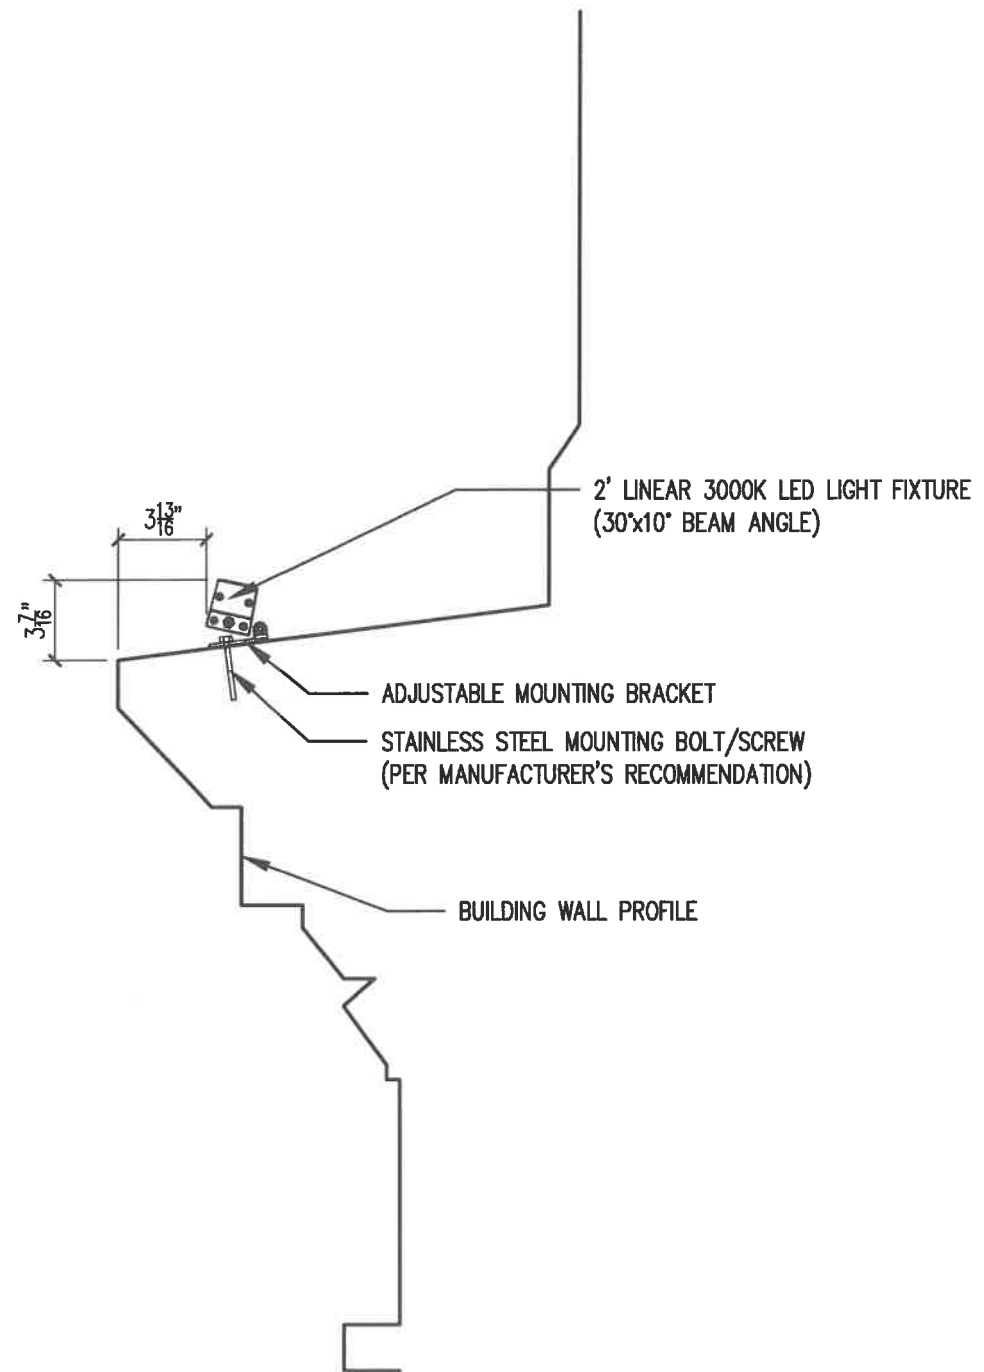 2' LINEAR 3000K LED LIGHT FIXTURE
(30°x10° BEAM ANGLE)
3 13/16"
3 7/16"
ADJUSTABLE MOUNTING BRACKET
STAINLESS STEEL MOUNTING BOLT/SCREW
(PER MANUFACTURER'S RECOMMENDATION)
BUILDING WALL PROFILE